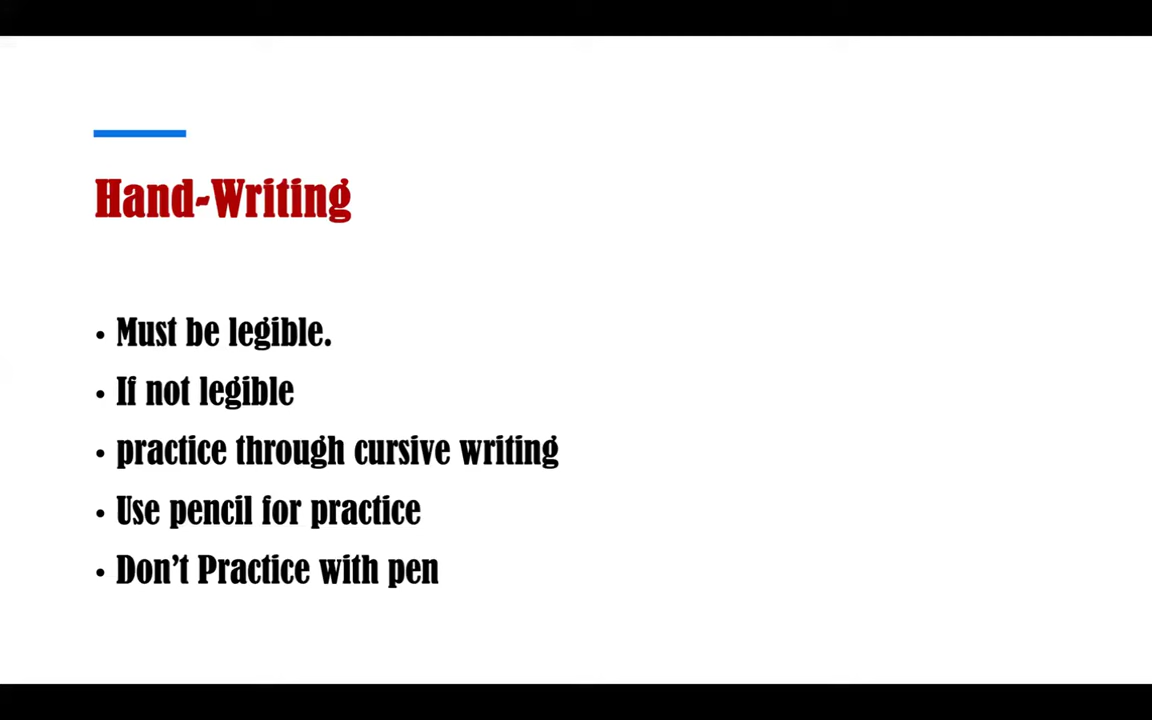 Hand-Writing
• Must be legible.
• If not legible
• practice through cursive writing
• Use pencil for practice
• Don’t Practice with pen